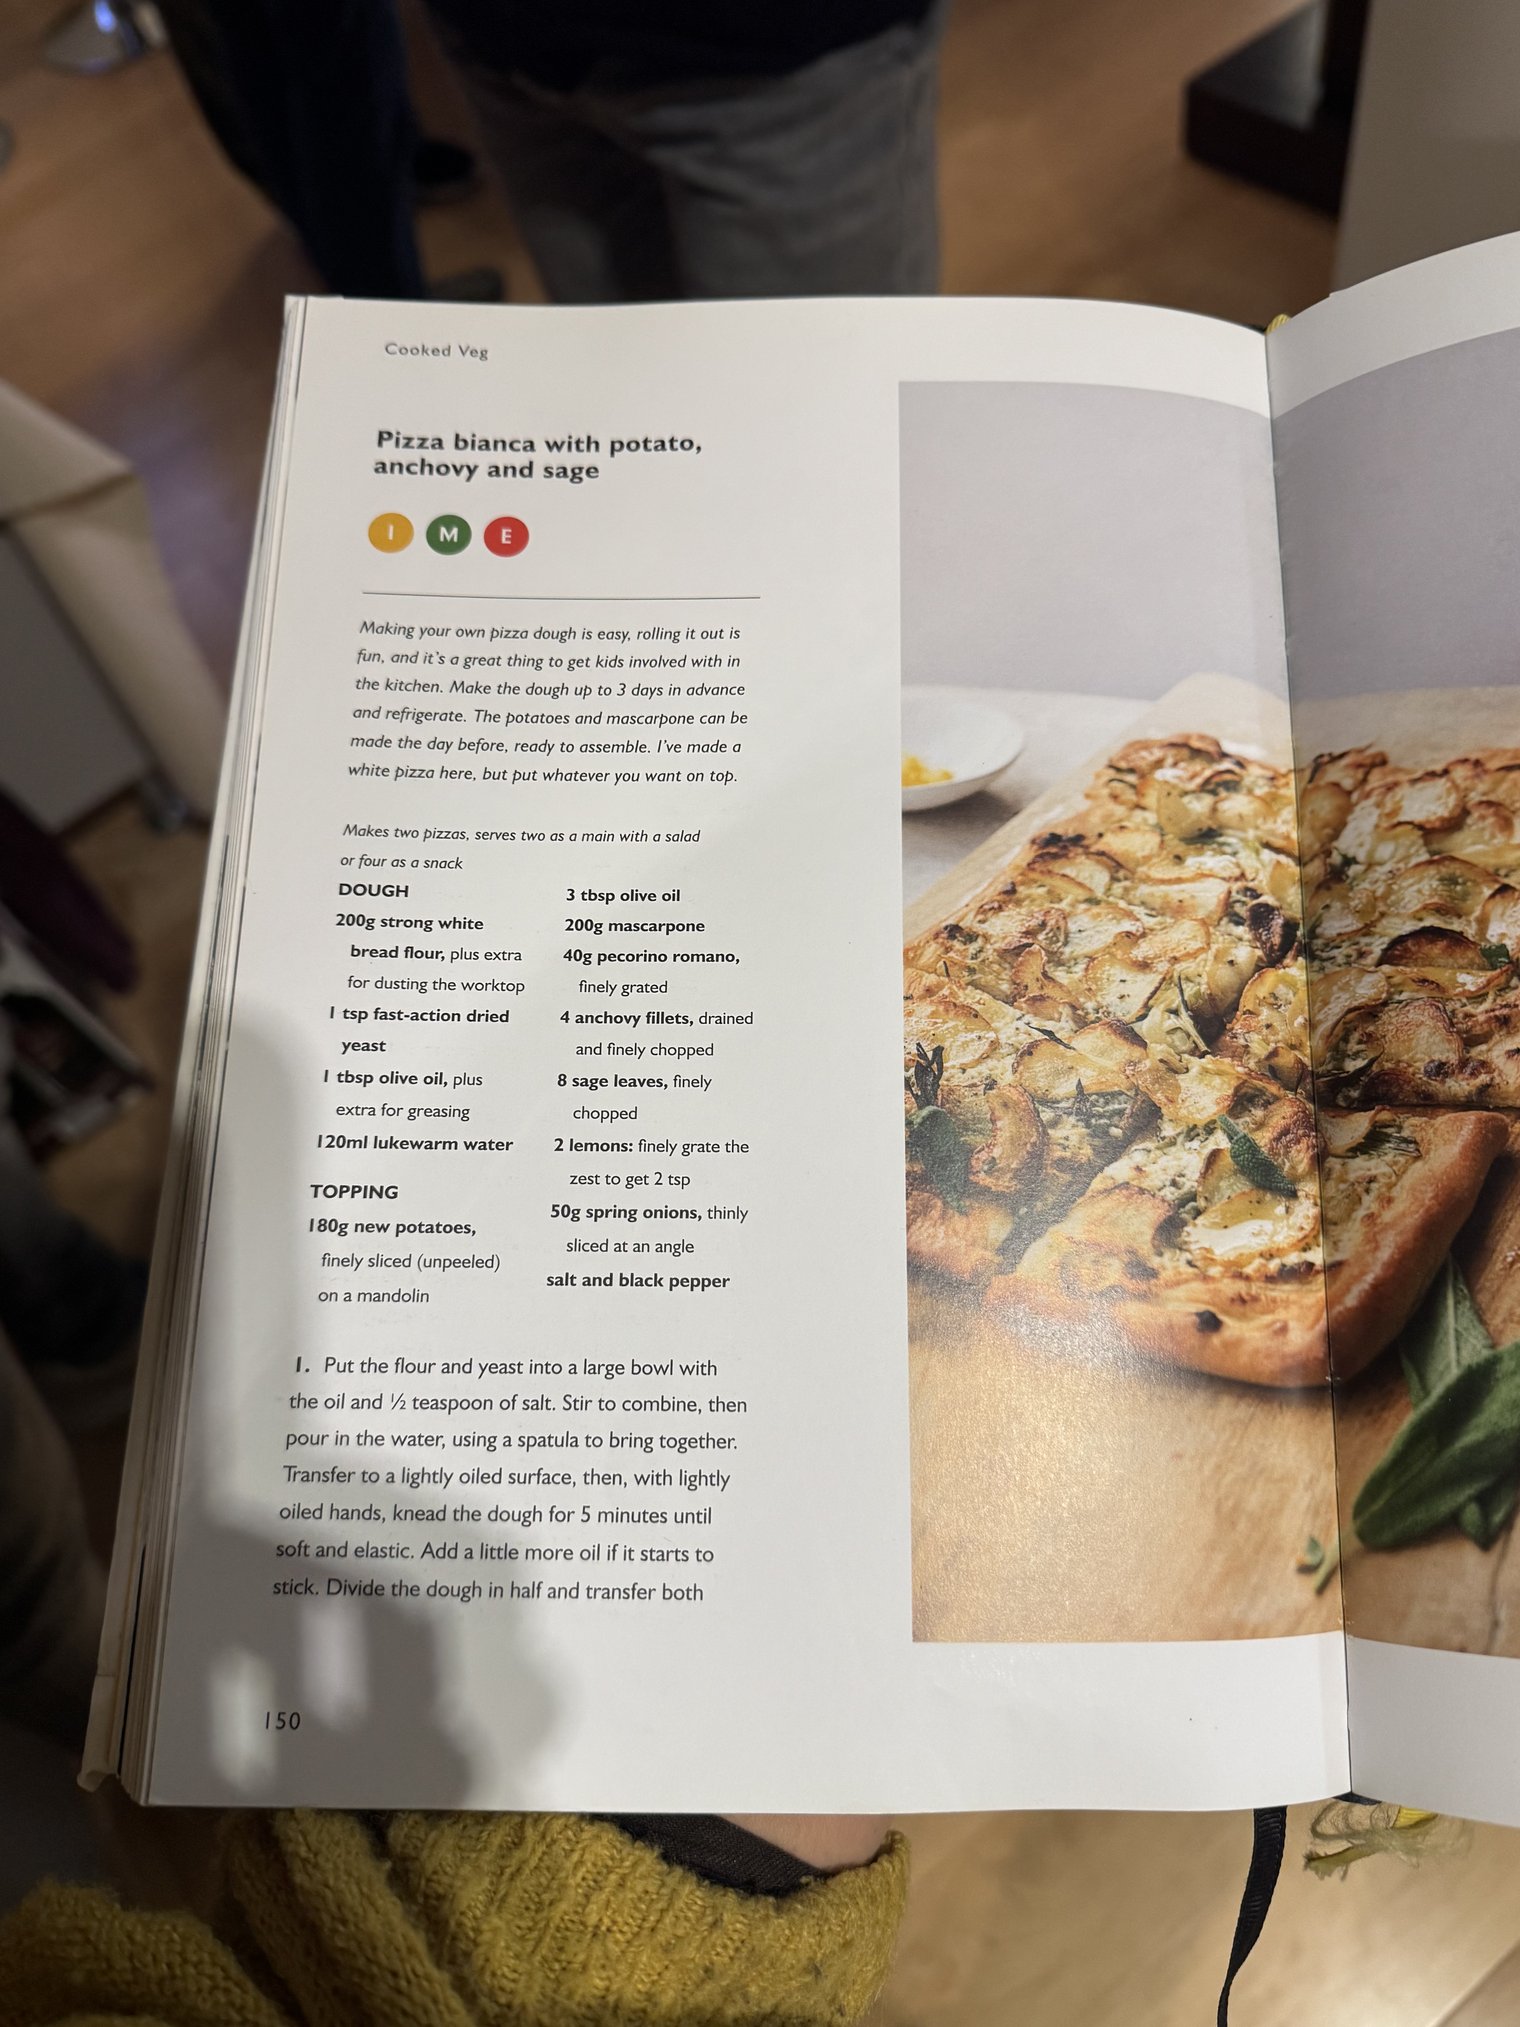 Cooked Veg
Pizza bianca with potato,
anchovy and sage
I M E
Making your own pizza dough is easy, rolling it out is
fun, and it's a great thing to get kids involved with in
the kitchen. Make the dough up to 3 days in advance
and refrigerate. The potatoes and mascarpone can be
made the day before, ready to assemble. I've made a
white pizza here, but put whatever you want on top.
Makes two pizzas, serves two as a main with a salad
or four as a snack
DOUGH
200g strong white
bread flour, plus extra
for dusting the worktop
1 tsp fast-action dried
yeast
1 tbsp olive oil, plus
extra for greasing
120ml lukewarm water
TOPPING
180g new potatoes,
finely sliced (unpeeled)
on a mandolin
3 tbsp olive oil
200g mascarpone
40g pecorino romano,
finely grated
4 anchovy fillets, drained
and finely chopped
8 sage leaves, finely
chopped
2 lemons: finely grate the
zest to get 2 tsp
50g spring onions, thinly
sliced at an angle
salt and black pepper
1. Put the flour and yeast into a large bowl with
the oil and ½ teaspoon of salt. Stir to combine, then
pour in the water, using a spatula to bring together.
Transfer to a lightly oiled surface, then, with lightly
oiled hands, knead the dough for 5 minutes until
soft and elastic. Add a little more oil if it starts to
stick. Divide the dough in half and transfer both
150